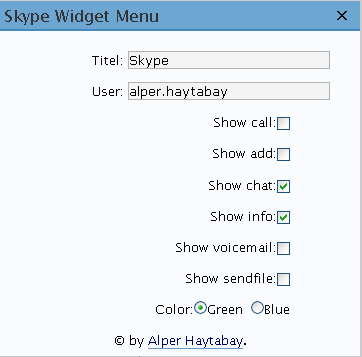 Skype Widget Menu
Titel: Skype
User: alper.haytabay
Show call:
Show add:
Show chat:
Show info:
Show voicemail:
Show sendfile:
Color: Green Blue
© by Alper Haytabay.